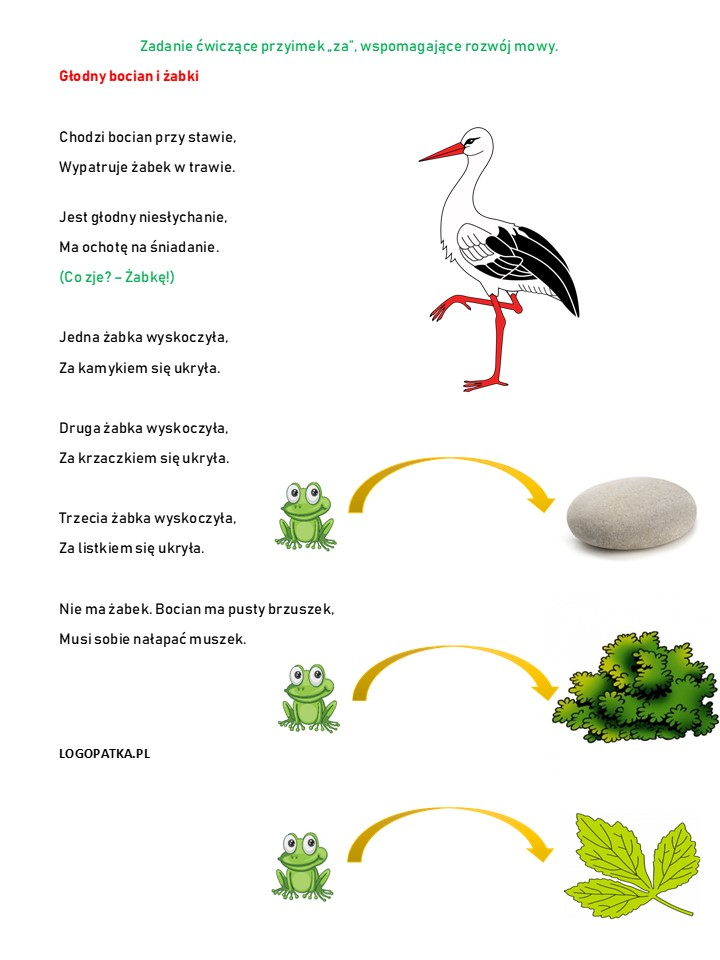 Zadanie ćwiczące przyimek „za", wspomagające rozwój mowy.
Głodny bocian i żabki
Chodzi bocian przy stawie,
Wypatruje żabek w trawie.
Jest głodny niesłychanie,
Ma ochotę na śniadanie.
(Co zje? – Żabkę!)
Jedna żabka wyskoczyła,
Za kamykiem się ukryła.
Druga żabka wyskoczyła,
Za krzaczkiem się ukryła.
Trzecia żabka wyskoczyła,
Za listkiem się ukryła.
Nie ma żabek. Bocian ma pusty brzuszek,
Musi sobie nałapać muszek.
LOGOPATKA.PL